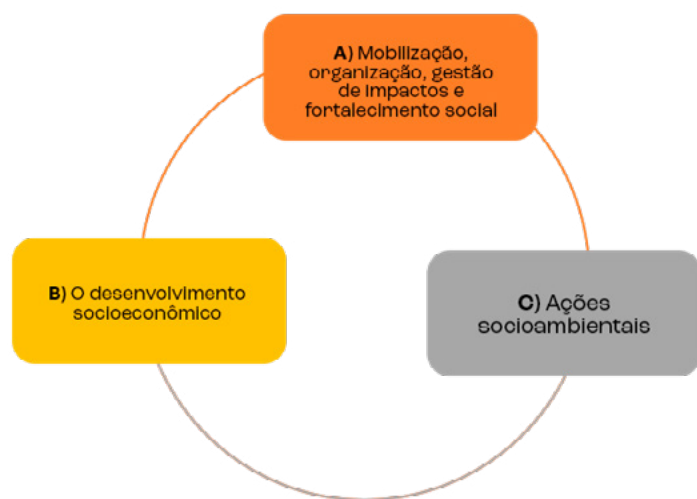 A) Mobilização,
organização, gestão
de impactos e
fortalecimento social
B) O desenvolvimento
socioeconômico
C) Ações
socioambientais